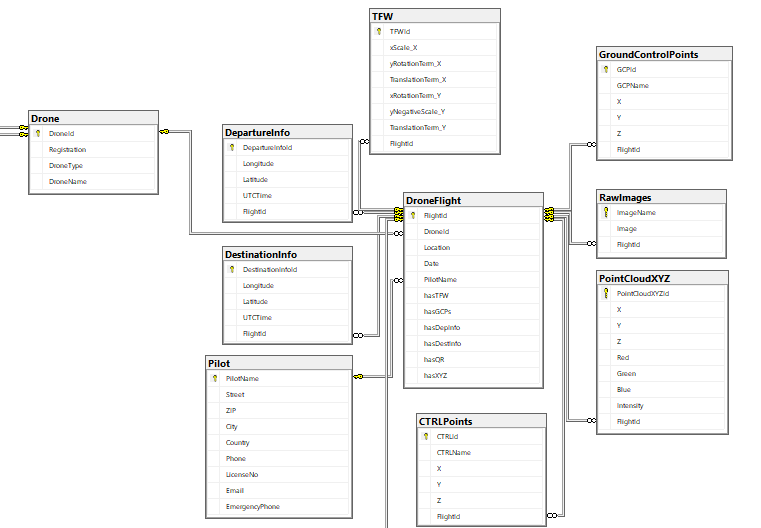 TFW
TFWId
xScale_X
yRotationTerm_X
TranslationTerm_X
xRotationTerm_Y
yNegativeScale_Y
TranslationTerm_Y
FlightId
GroundControlPoints
GCPId
GCPName
X
Y
Z
FlightId
Drone
DroneId
Registration
DroneType
DroneName
DepartureInfo
DepartureInfoId
Longitude
Latitude
UTCTime
FlightId
DroneFlight
FlightId
DroneId
Location
Date
PilotName
hasTFW
hasGCPs
hasDepInfo
hasDestInfo
hasQR
hasXYZ
RawImages
ImageName
Image
FlightId
DestinationInfo
DestinationInfoId
Longitude
Latitude
UTCTime
FlightId
PointCloudXYZ
PointCloudXYZId
X
Y
Z
Red
Green
Blue
Intensity
FlightId
Pilot
PilotName
Street
ZIP
City
Country
Phone
LicenseNo
Email
EmergencyPhone
CTRLPoints
CTRLId
CTRLName
X
Y
Z
FlightId